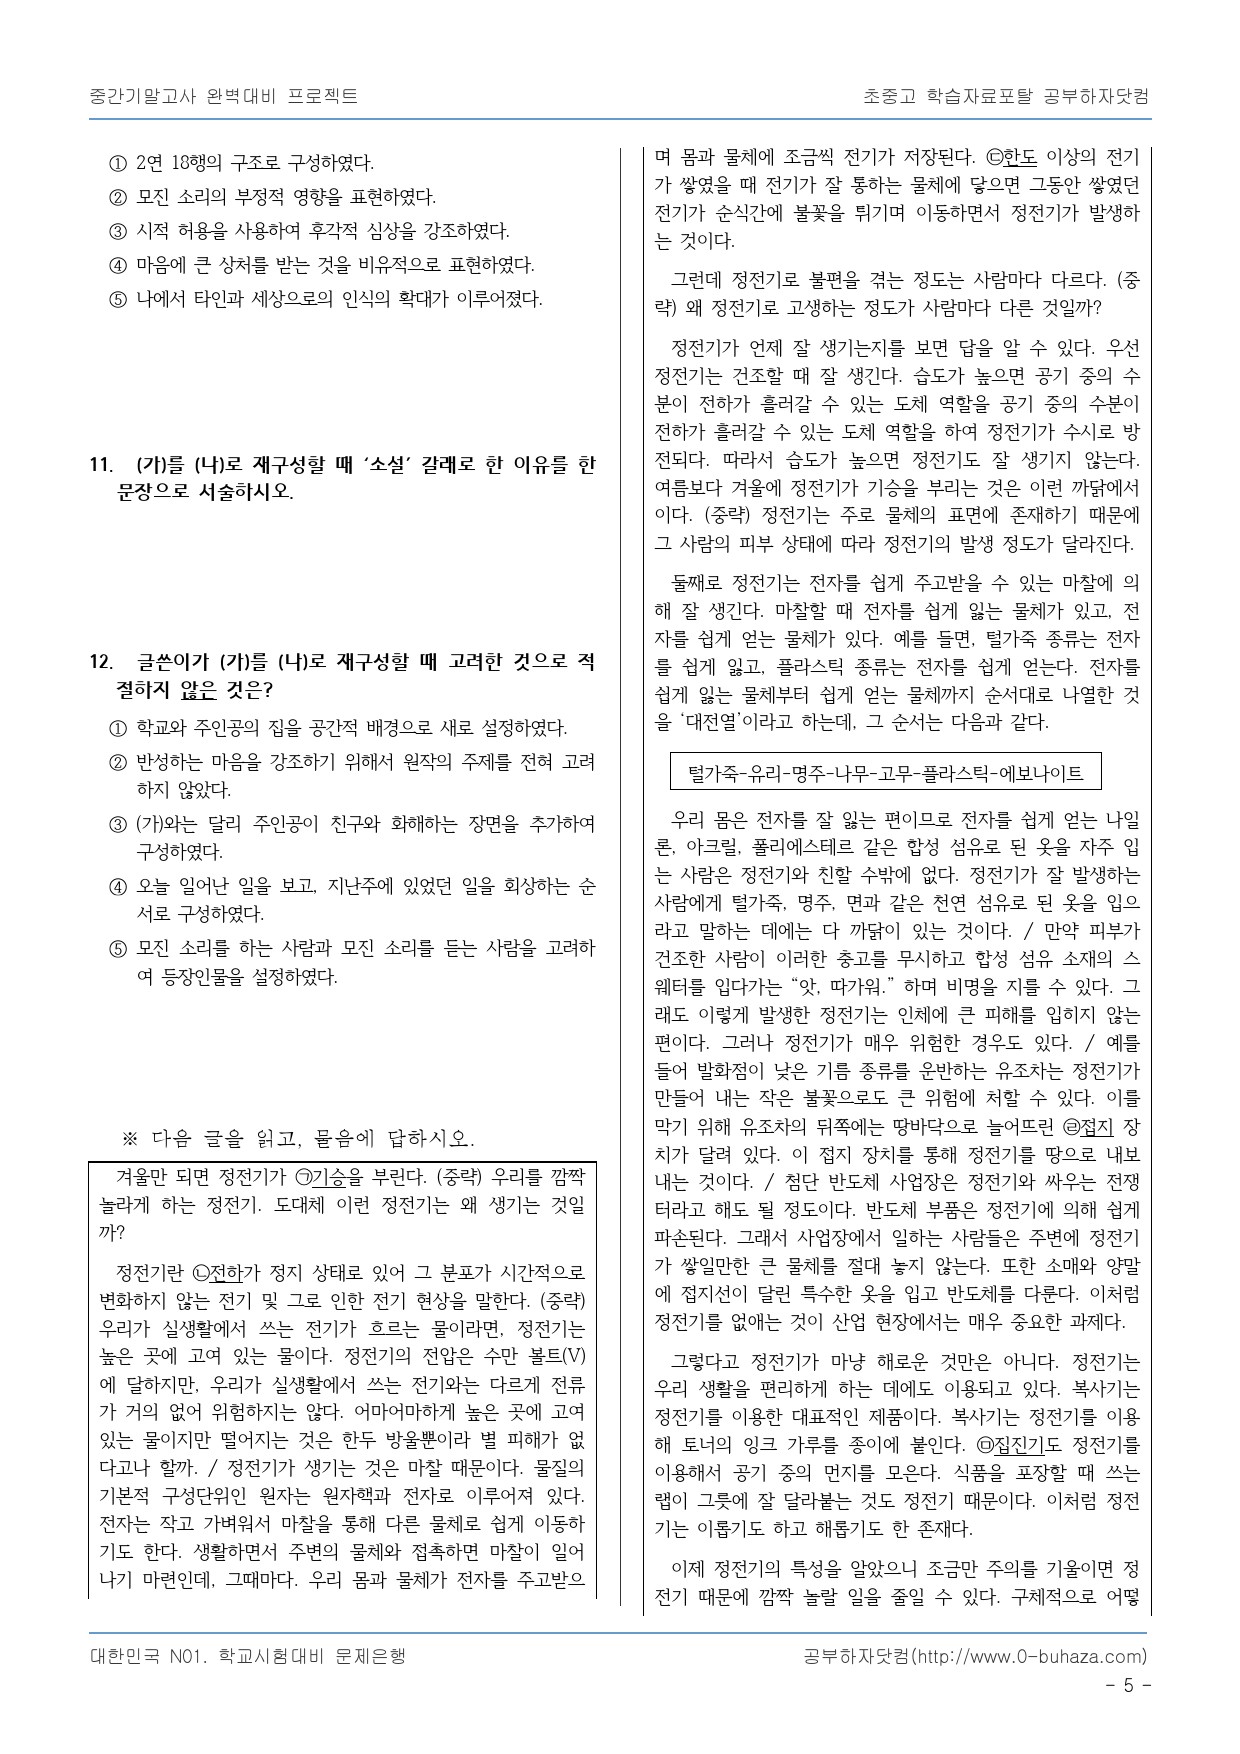 중간기말고사 완벽대비 프로젝트
초중고 학습자료포탈 공부하자닷컴
① 2연 18행의 구조로 구성하였다.
② 모진 소리의 부정적 영향을 표현하였다.
③ 시적 허용을 사용하여 후각적 심상을 강조하였다.
④ 마음에 큰 상처를 받는 것을 비유적으로 표현하였다.
⑤ 나에서 타인과 세상으로의 인식의 확대가 이루어졌다.
11. (가)를 (나)로 재구성할 때 ‘소설’ 갈래로 한 이유를 한
문장으로 서술하시오.
12. 글쓴이가 (가)를 (나)로 재구성할 때 고려한 것으로 적
절하지 않은 것은?
① 학교와 주인공의 집을 공간적 배경으로 새로 설정하였다.
② 반성하는 마음을 강조하기 위해서 원작의 주제를 전혀 고려
하지 않았다.
③ (가)와는 달리 주인공이 친구와 화해하는 장면을 추가하여
구성하였다.
④ 오늘 일어난 일을 보고, 지난주에 있었던 일을 회상하는 순
서로 구성하였다.
⑤ 모진 소리를 하는 사람과 모진 소리를 듣는 사람을 고려하
여 등장인물을 설정하였다.
※ 다음 글을 읽고, 물음에 답하시오.
겨울만 되면 정전기가 ㉠기승을 부린다. (중략) 우리를 깜짝
놀라게 하는 정전기. 도대체 이런 정전기는 왜 생기는 것일
까?
정전기란 ㉡전하가 정지 상태로 있어 그 분포가 시간적으로
변화하지 않는 전기 및 그로 인한 전기 현상을 말한다. (중략)
우리가 실생활에서 쓰는 전기가 흐르는 물이라면, 정전기는
높은 곳에 고여 있는 물이다. 정전기의 전압은 수만 볼트(V)
에 달하지만, 우리가 실생활에서 쓰는 전기와는 다르게 전류
가 거의 없어 위험하지는 않다. 어마어마하게 높은 곳에 고여
있는 물이지만 떨어지는 것은 한두 방울뿐이라 별 피해가 없
다고나 할까. / 정전기가 생기는 것은 마찰 때문이다. 물질의
기본적 구성단위인 원자는 원자핵과 전자로 이루어져 있다.
전자는 작고 가벼워서 마찰을 통해 다른 물체로 쉽게 이동하
기도 한다. 생활하면서 주변의 물체와 접촉하면 마찰이 일어
나기 마련인데, 그때마다. 우리 몸과 물체가 전자를 주고받으
며 몸과 물체에 조금씩 전기가 저장된다. ㉢한도 이상의 전기
가 쌓였을 때 전기가 잘 통하는 물체에 닿으면 그동안 쌓였던
전기가 순식간에 불꽃을 튀기며 이동하면서 정전기가 발생하
는 것이다.
그런데 정전기로 불편을 겪는 정도는 사람마다 다르다. (중
략) 왜 정전기로 고생하는 정도가 사람마다 다른 것일까?
정전기가 언제 잘 생기는지를 보면 답을 알 수 있다. 우선
정전기는 건조할 때 잘 생긴다. 습도가 높으면 공기 중의 수
분이 전하가 흘러갈 수 있는 도체 역할을 공기 중의 수분이
전하가 흘러갈 수 있는 도체 역할을 하여 정전기가 수시로 방
전되다. 따라서 습도가 높으면 정전기도 잘 생기지 않는다.
여름보다 겨울에 정전기가 기승을 부리는 것은 이런 까닭에서
이다. (중략) 정전기는 주로 물체의 표면에 존재하기 때문에
그 사람의 피부 상태에 따라 정전기의 발생 정도가 달라진다.
둘째로 정전기는 전자를 쉽게 주고받을 수 있는 마찰에 의
해 잘 생긴다. 마찰할 때 전자를 쉽게 잃는 물체가 있고, 전
자를 쉽게 얻는 물체가 있다. 예를 들면, 털가죽 종류는 전자
를 쉽게 잃고, 플라스틱 종류는 전자를 쉽게 얻는다. 전자를
쉽게 잃는 물체부터 쉽게 얻는 물체까지 순서대로 나열한 것
을 ‘대전열’이라고 하는데, 그 순서는 다음과 같다.
털가죽-유리-명주-나무-고무-플라스틱-에보나이트
우리 몸은 전자를 잘 잃는 편이므로 전자를 쉽게 얻는 나일
론, 아크릴, 폴리에스테르 같은 합성 섬유로 된 옷을 자주 입
는 사람은 정전기와 친할 수밖에 없다. 정전기가 잘 발생하는
사람에게 털가죽, 명주, 면과 같은 천연 섬유로 된 옷을 입으
라고 말하는 데에는 다 까닭이 있는 것이다. / 만약 피부가
건조한 사람이 이러한 충고를 무시하고 합성 섬유 소재의 스
웨터를 입다가는 “앗, 따가워.” 하며 비명을 지를 수 있다. 그
래도 이렇게 발생한 정전기는 인체에 큰 피해를 입히지 않는
편이다. 그러나 정전기가 매우 위험한 경우도 있다. / 예를
들어 발화점이 낮은 기름 종류를 운반하는 유조차는 정전기가
만들어 내는 작은 불꽃으로도 큰 위험에 처할 수 있다. 이를
막기 위해 유조차의 뒤쪽에는 땅바닥으로 늘어뜨린 ㉣접지 장
치가 달려 있다. 이 접지 장치를 통해 정전기를 땅으로 내보
내는 것이다. / 첨단 반도체 사업장은 정전기와 싸우는 전쟁
터라고 해도 될 정도이다. 반도체 부품은 정전기에 의해 쉽게
파손된다. 그래서 사업장에서 일하는 사람들은 주변에 정전기
가 쌓일만한 큰 물체를 절대 놓지 않는다. 또한 소매와 양말
에 접지선이 달린 특수한 옷을 입고 반도체를 다룬다. 이처럼
정전기를 없애는 것이 산업 현장에서는 매우 중요한 과제다.
그렇다고 정전기가 마냥 해로운 것만은 아니다. 정전기는
우리 생활을 편리하게 하는 데에도 이용되고 있다. 복사기는
정전기를 이용한 대표적인 제품이다. 복사기는 정전기를 이용
해 토너의 잉크 가루를 종이에 붙인다. ㉤집진기도 정전기를
이용해서 공기 중의 먼지를 모은다. 식품을 포장할 때 쓰는
랩이 그릇에 잘 달라붙는 것도 정전기 때문이다. 이처럼 정전
기는 이롭기도 하고 해롭기도 한 존재다.
이제 정전기의 특성을 알았으니 조금만 주의를 기울이면 정
전기 때문에 깜짝 놀랄 일을 줄일 수 있다. 구체적으로 어떻
대한민국 N01. 학교시험대비 문제은행
공부하자닷컴(http://www.0-buhaza.com)
- 5 -